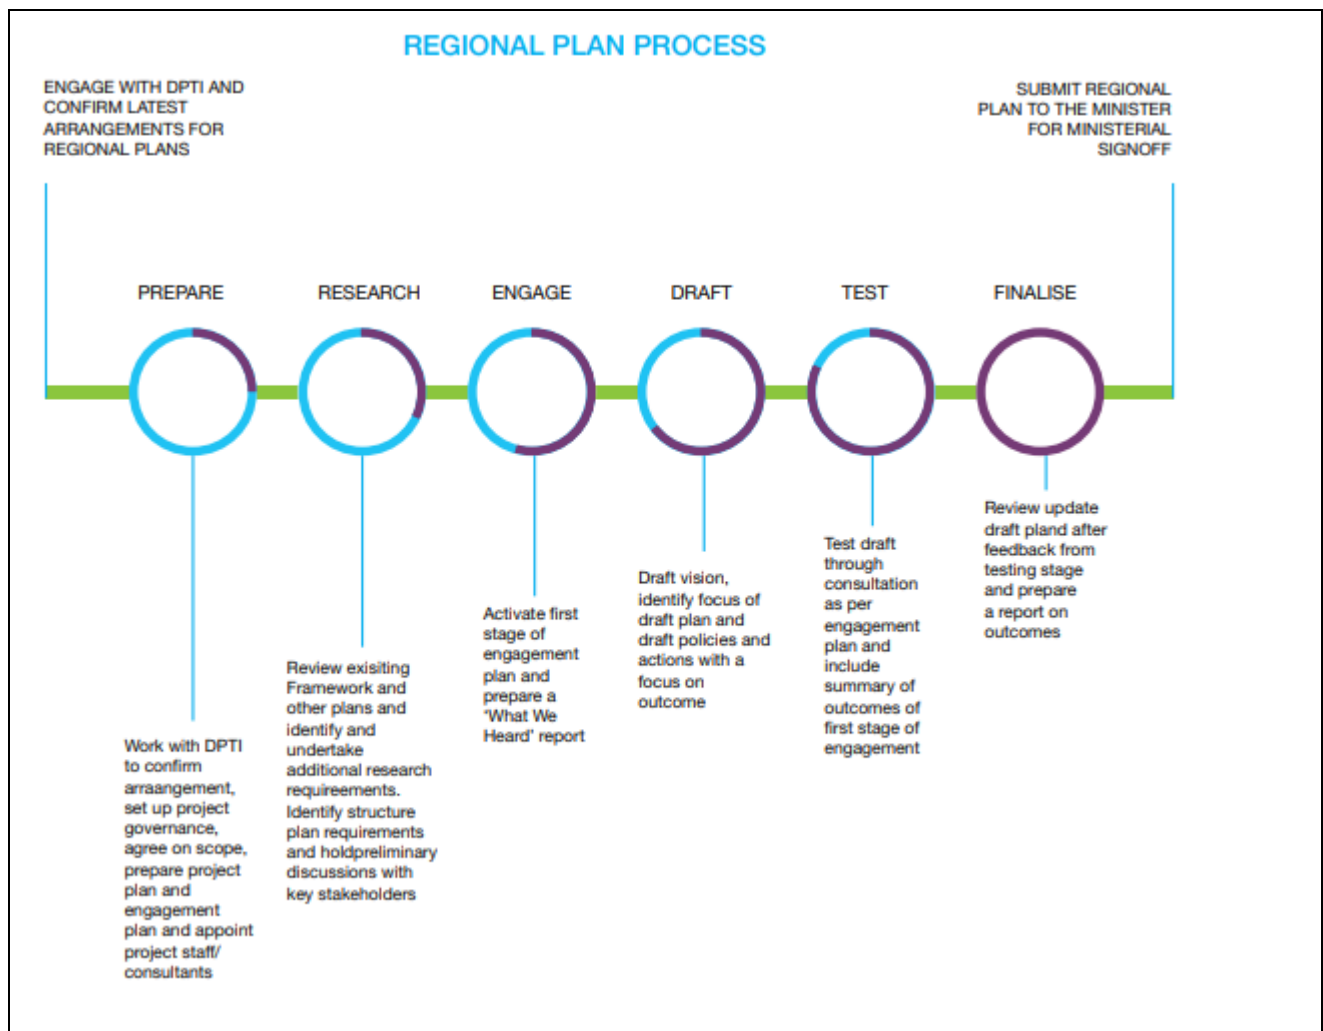 REGIONAL PLAN PROCESS
ENGAGE WITH DPTI AND
CONFIRM LATEST
ARRANGEMENTS FOR
REGIONAL PLANS
SUBMIT REGIONAL
PLAN TO THE MINISTER
FOR MINISTERIAL
SIGNOFF
PREPARE
RESEARCH
ENGAGE
DRAFT
TEST
FINALISE
Work with DPTI
to confirm
arraangement,
set up project
governance,
agree on scope,
prepare project
plan and
engagement
plan and appoint
project staff/
consultants
Review exisiting
Framework and
other plans and
identify and
undertake
additional research
requireements.
Identify structure
plan requirements
and holdpreliminary
discussions with
key stakeholders
Activate first
stage of
engagement
plan and
prepare a
‘What We
Heard’ report
Draft vision,
identify focus of
draft plan and
draft policies and
actions with a
focus on
outcome
Test draft
through
consultation
as per
engagement
plan and
include
summary of
outcomes of
first stage of
engagement
Review update
draft pland after
feedback from
testing stage
and prepare
a report on
outcomes